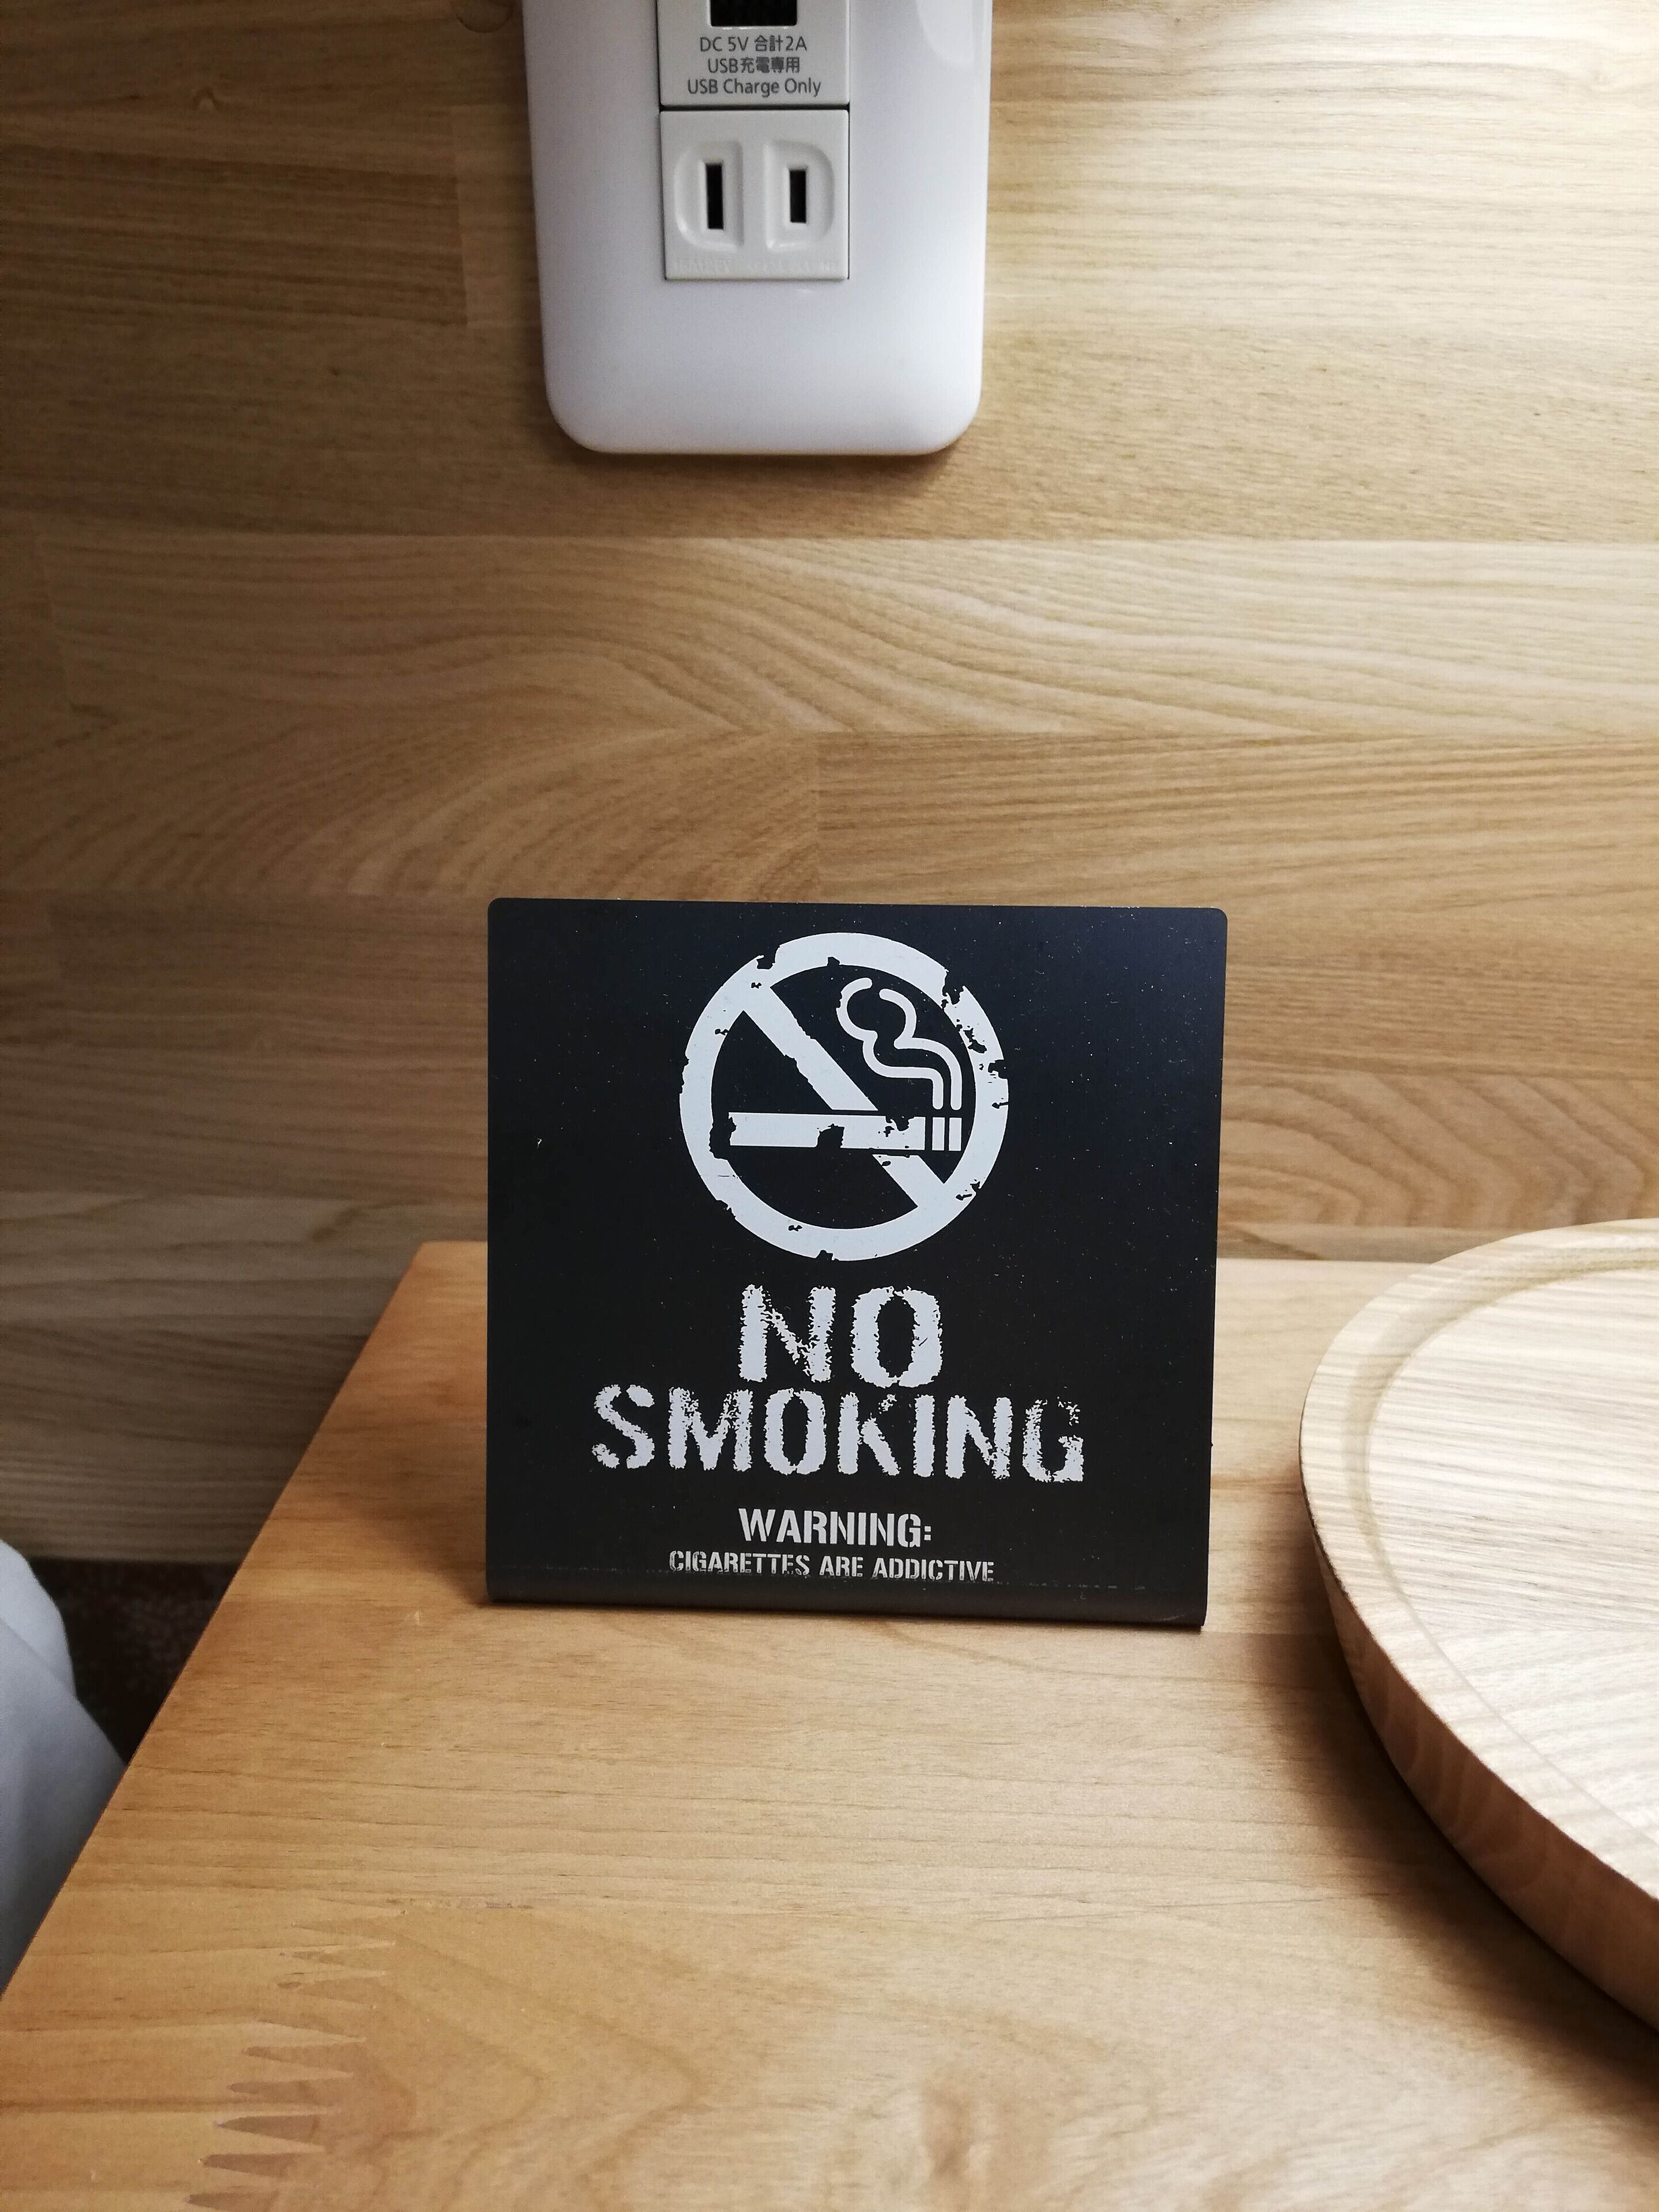 DC 5V 合計2A
USB充電専用
USB Charge Only
NO
SMOKING
WARNING:
CIGARETTES ARE ADDICTIVE